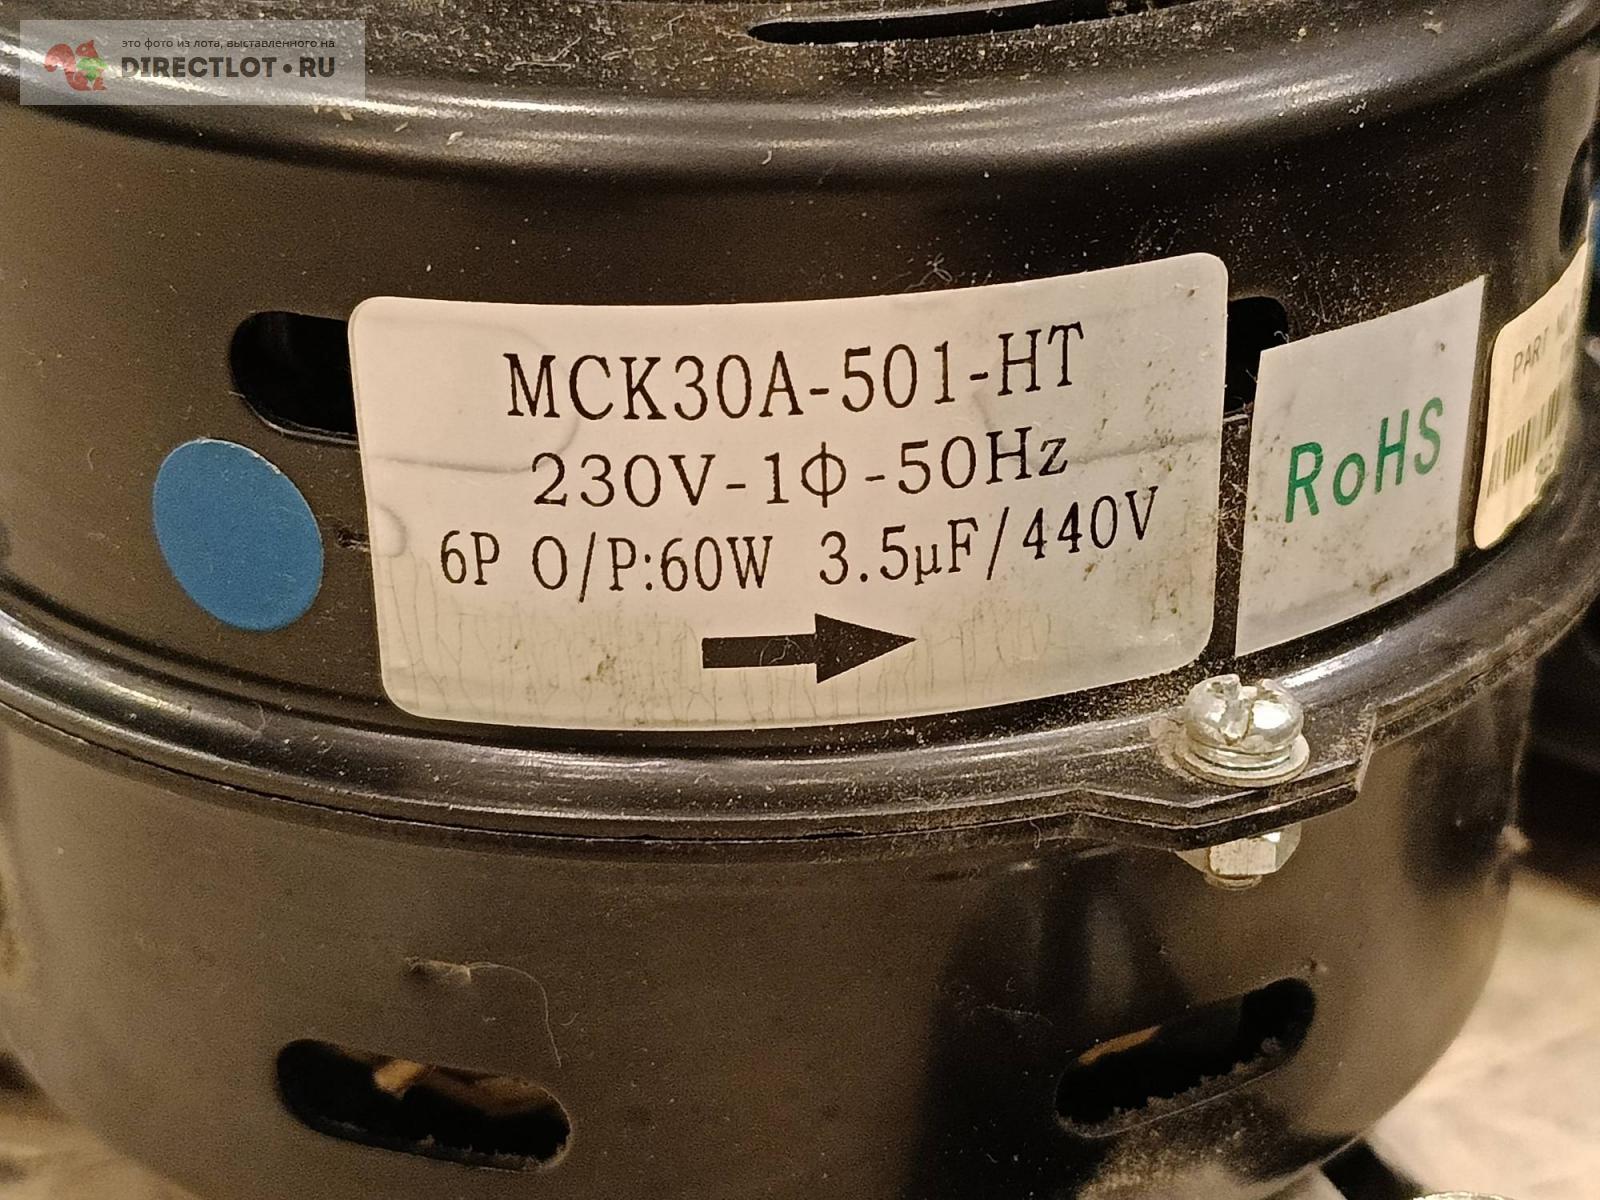 это фото из лота, выставленного на
DIRECTLOT•RU
MCK30A-501-HT
230V-1Φ-50Hz
6P O/P:60W 3.5µF/440V
RoHS
PART